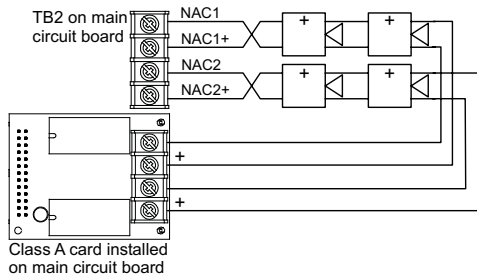 TB2 on main
circuit board
NAC1
NAC1+
NAC2
NAC2+
+ +
+ +
+
+
Class A card installed
on main circuit board